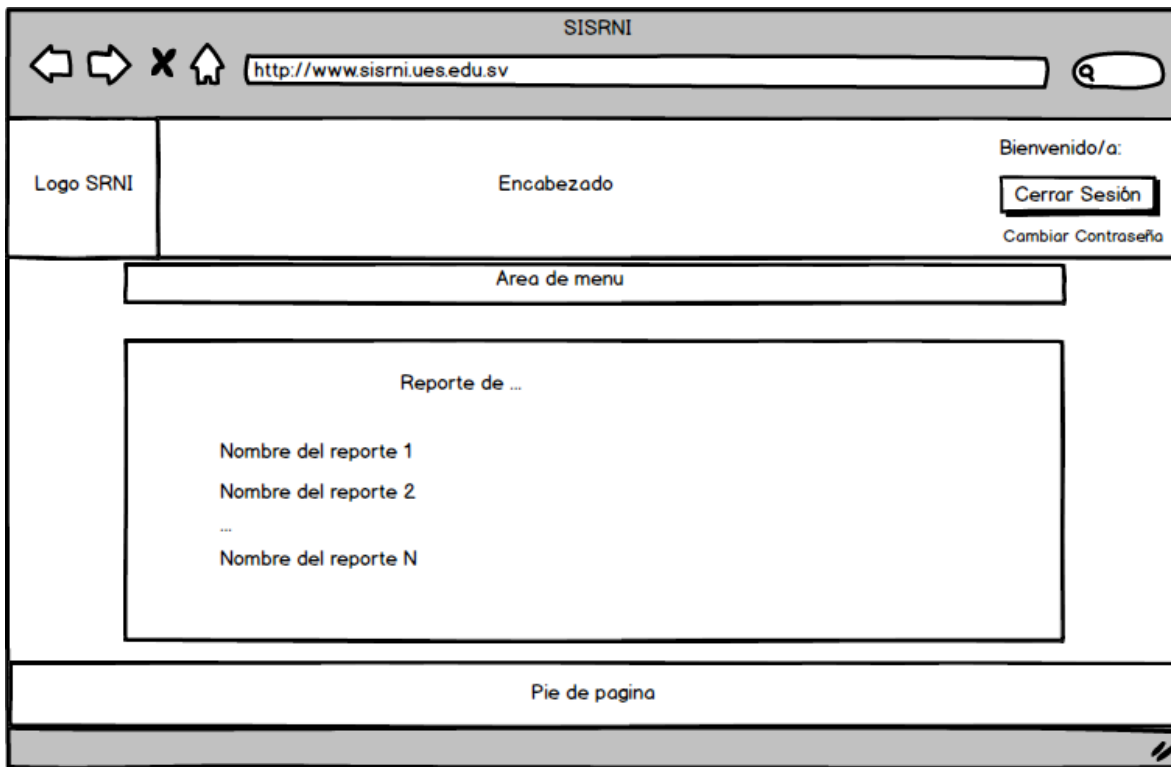 SISRNI
http://www.sisrni.ues.edu.sv
Logo SRNI
Encabezado
Bienvenido/a:
Cerrar Sesión
Cambiar Contraseña
Area de menu
Reporte de ...
Nombre del reporte 1
Nombre del reporte 2
...
Nombre del reporte N
Pie de pagina